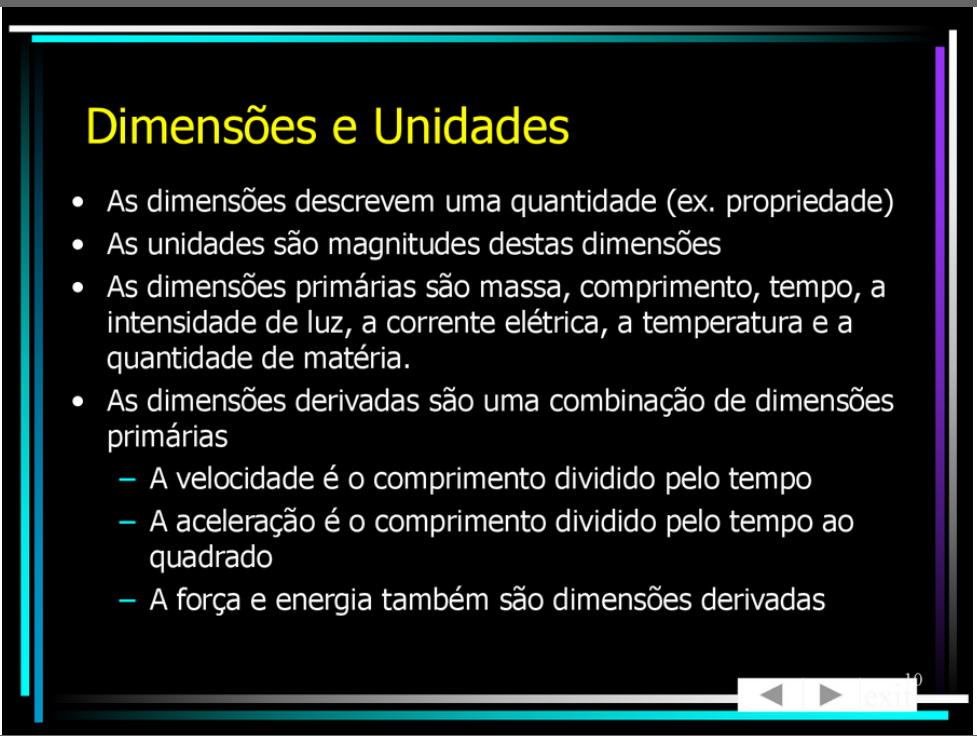 Dimensões e Unidades
• As dimensões descrevem uma quantidade (ex. propriedade)
• As unidades são magnitudes destas dimensões
• As dimensões primárias são massa, comprimento, tempo, a
intensidade de luz, a corrente elétrica, a temperatura e a
quantidade de matéria.
• As dimensões derivadas são uma combinação de dimensões
primárias
– A velocidade é o comprimento dividido pelo tempo
– A aceleração é o comprimento dividido pelo tempo ao
quadrado
– A força e energia também são dimensões derivadas
10
exit